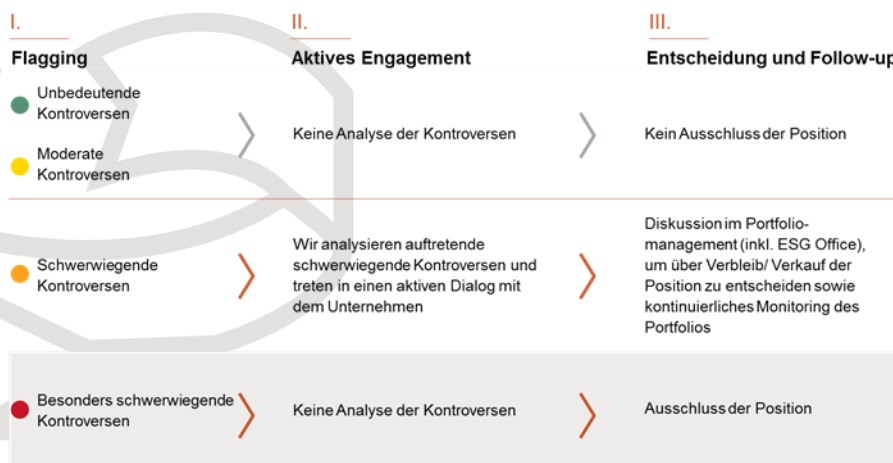 I.
II.
III.
Flagging
Aktives Engagement
Entscheidung und Follow-up
Unbedeutende
Kontroversen
Moderate
Kontroversen
Keine Analyse der Kontroversen
Kein Ausschluss der Position
Schwerwiegende
Kontroversen
Wir analysieren auftretende
schwerwiegende Kontroversen und
treten in einen aktiven Dialog mit
dem Unternehmen
Diskussion im Portfolio-
management (inkl. ESG Office),
um über Verbleib/ Verkauf der
Position zu entscheiden sowie
kontinuierliches Monitoring des
Portfolios
Besonders schwerwiegende
Kontroversen
Keine Analyse der Kontroversen
Ausschluss der Position